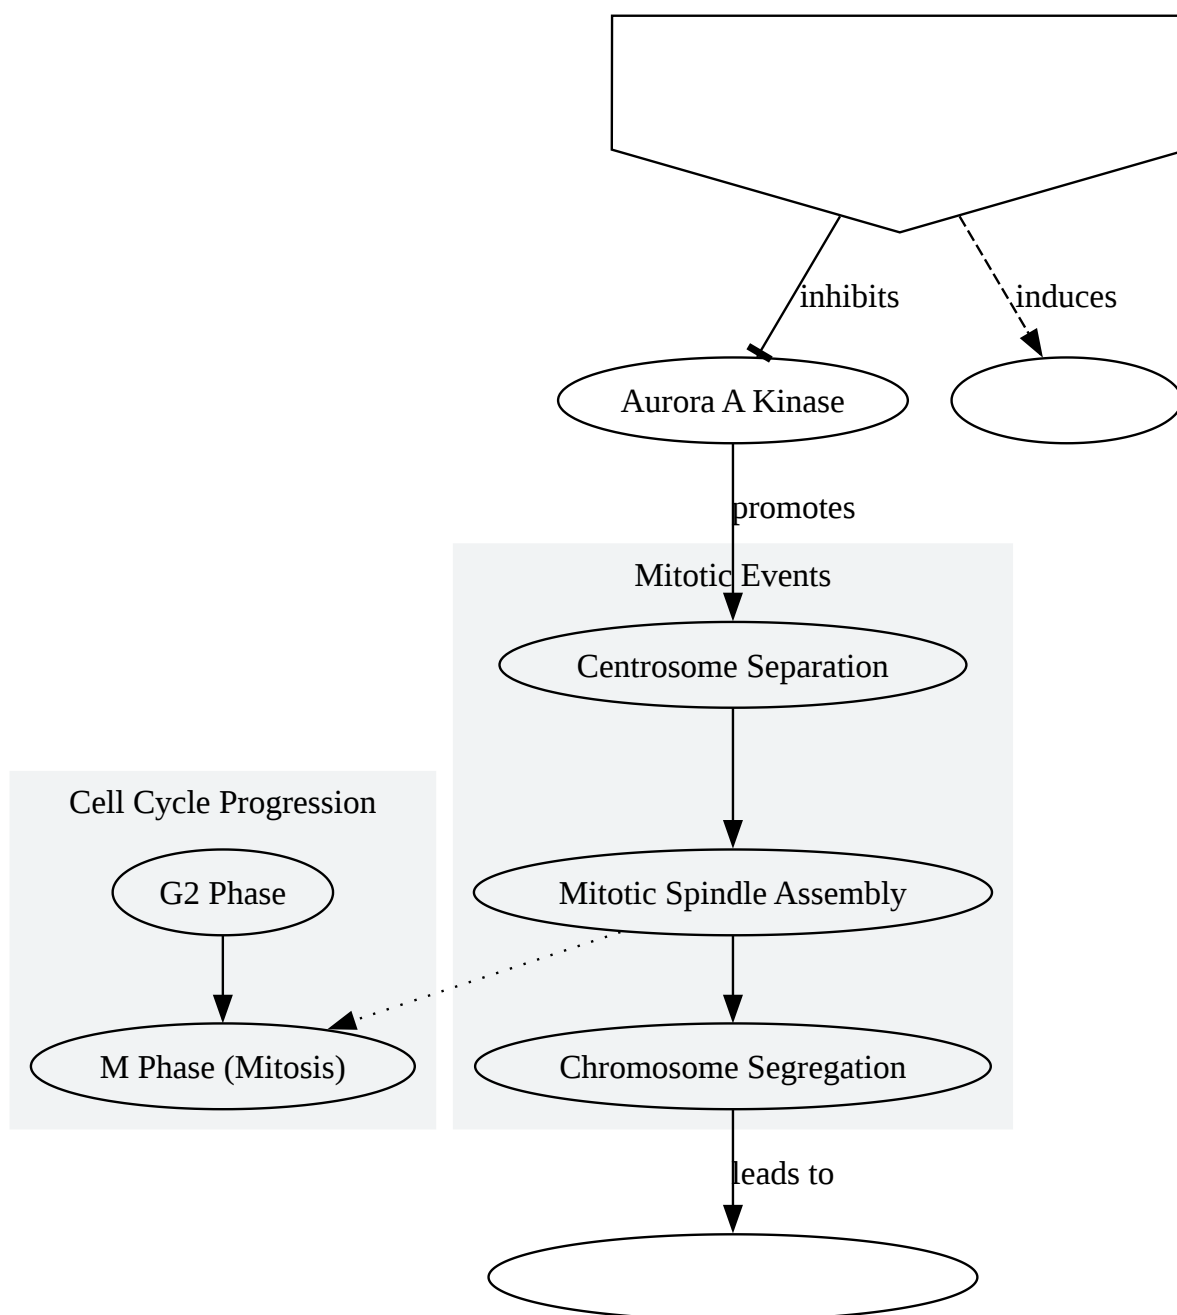 inhibits
induces
Aurora A Kinase
promotes
Mitotic Events
Centrosome Separation
Cell Cycle Progression
G2 Phase
Mitotic Spindle Assembly
M Phase (Mitosis)
Chromosome Segregation
leads to